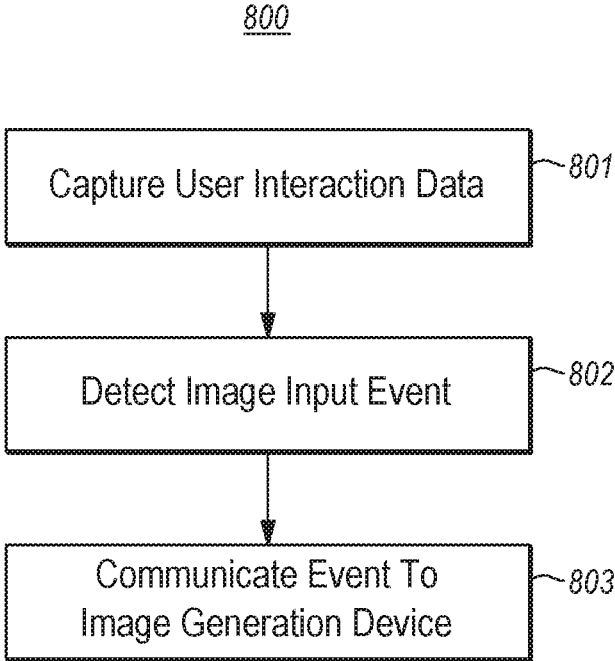 800
Capture User Interaction Data
801
Detect Image Input Event
802
Communicate Event To
Image Generation Device
803